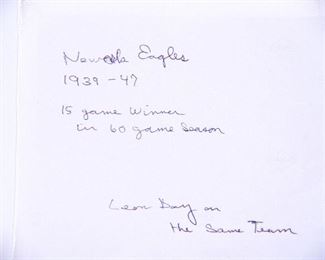 Newark Eagles
1939-47
15 game winner
in 60 game season
Leon Day on
the Same Team